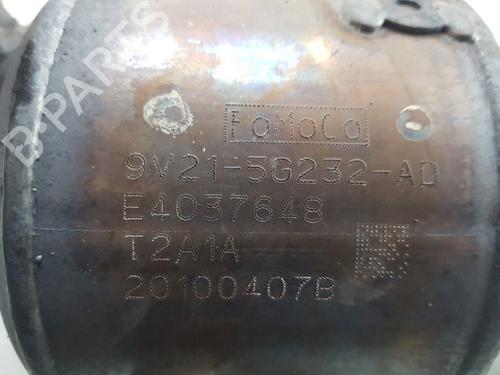 B-PARTS
FoMoCo
9V21-5G232-AD
E4037648
T2A1A
20100407B